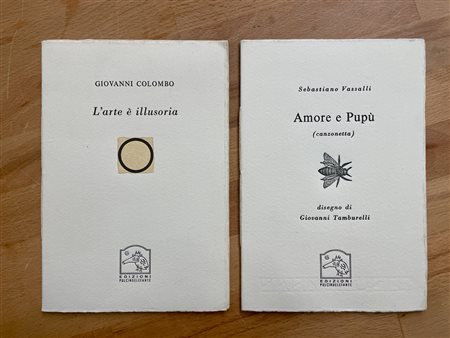 GIOVANNI COLOMBO
L'arte è illusoria
EDIZIONI
PULCINOELEFANTE
Sebastiano Vassalli
Amore e Pupù
(canzonetta)
disegno di
Giovanni Tamburelli
EDIZIONI
PULCINOELEFANTE